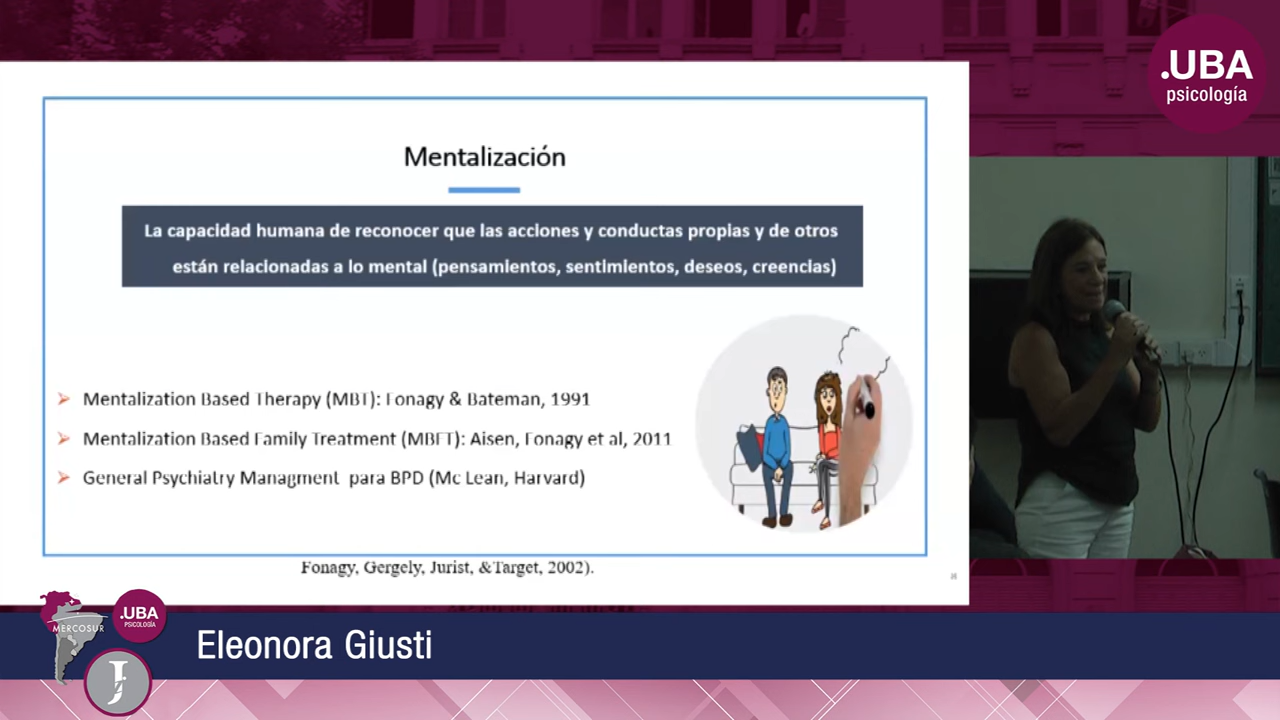 .UBA
psicología
Mentalización
La capacidad humana de reconocer que las acciones y conductas propias y de otros
están relacionadas a lo mental (pensamientos, sentimientos, deseos, creencias)
Mentalization Based Therapy (MBT): Fonagy & Bateman, 1991
Mentalization Based Family Treatment (MBFT): Aisen, Fonagy et al, 2011
General Psychiatry Managment para BPD (Mc Lean, Harvard)
Fonagy, Gergely, Jurist, &Target, 2002).
MERCOSUR
.UBA
PSICOLOGÍA
J
Eleonora Giusti